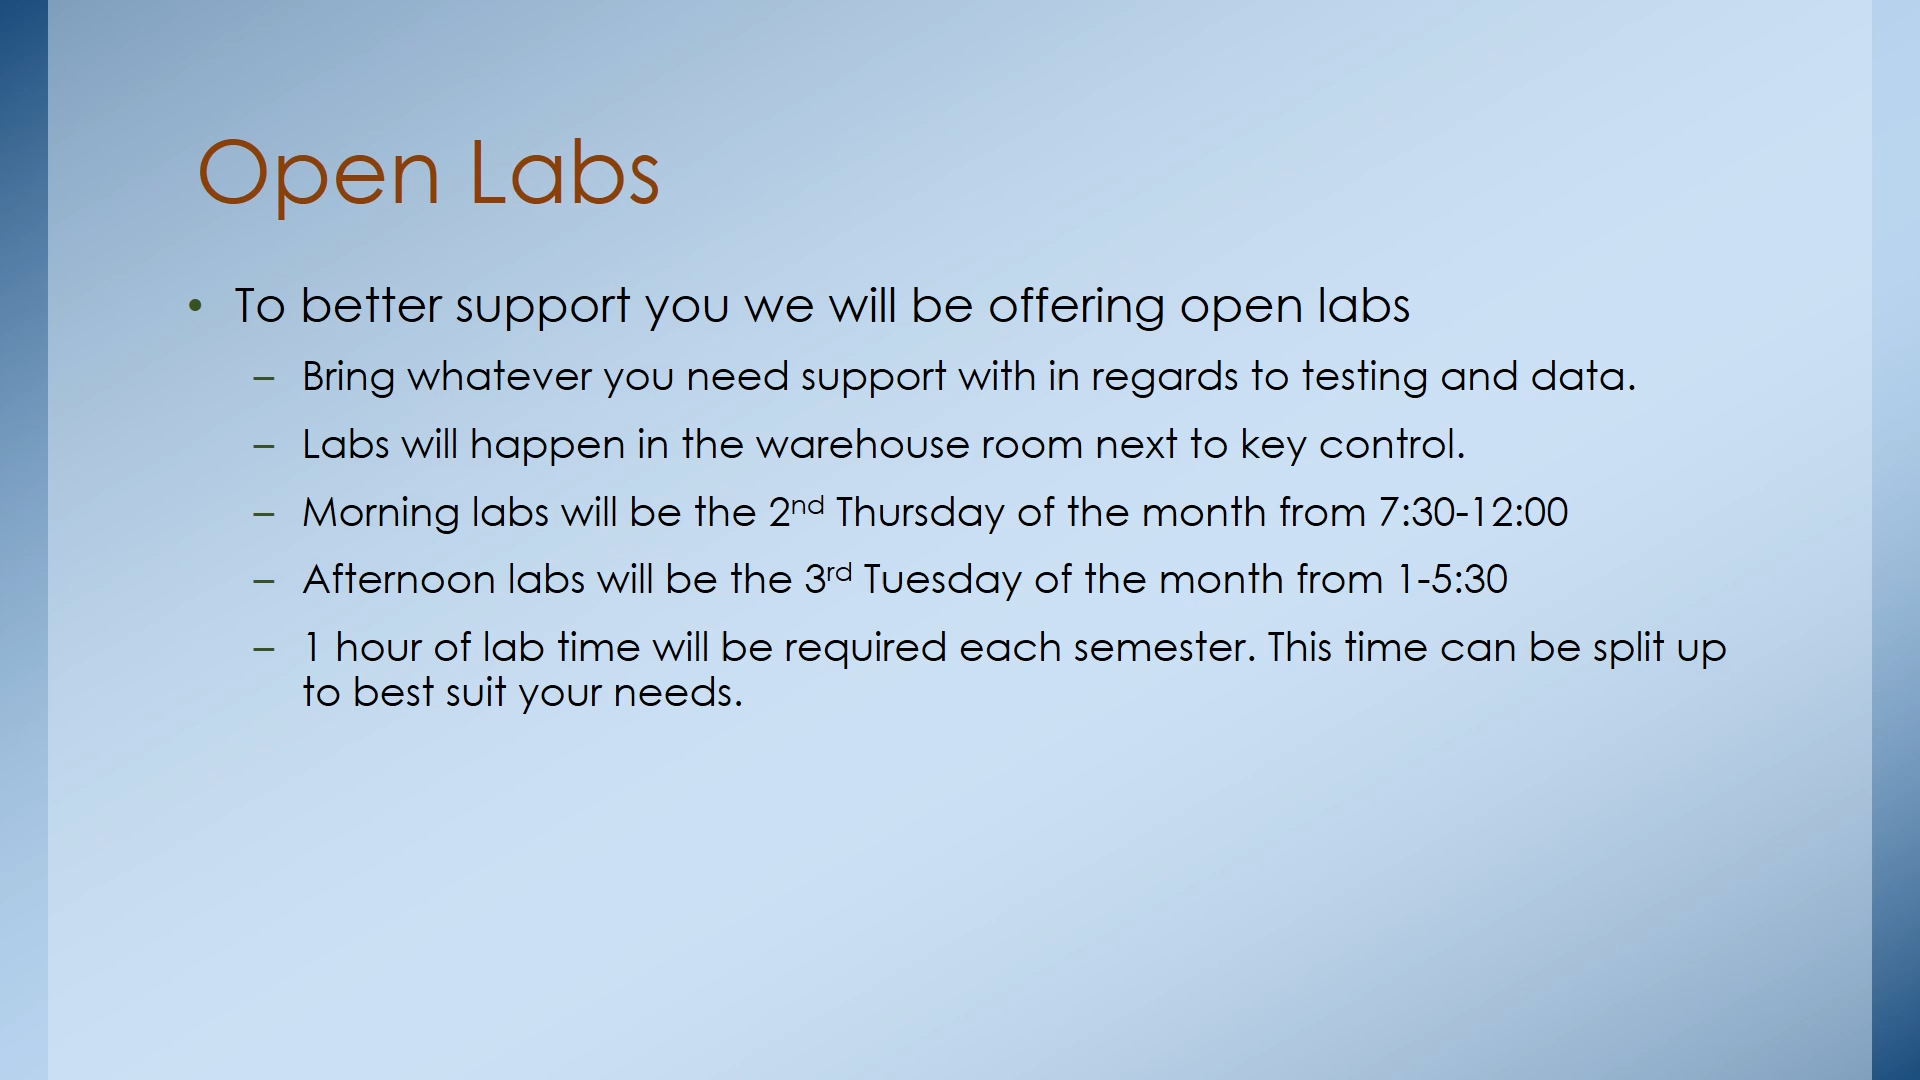 Open Labs
• To better support you we will be offering open labs
– Bring whatever you need support with in regards to testing and data.
– Labs will happen in the warehouse room next to key control.
– Morning labs will be the 2nd Thursday of the month from 7:30-12:00
– Afternoon labs will be the 3rd Tuesday of the month from 1-5:30
– 1 hour of lab time will be required each semester. This time can be split up
to best suit your needs.